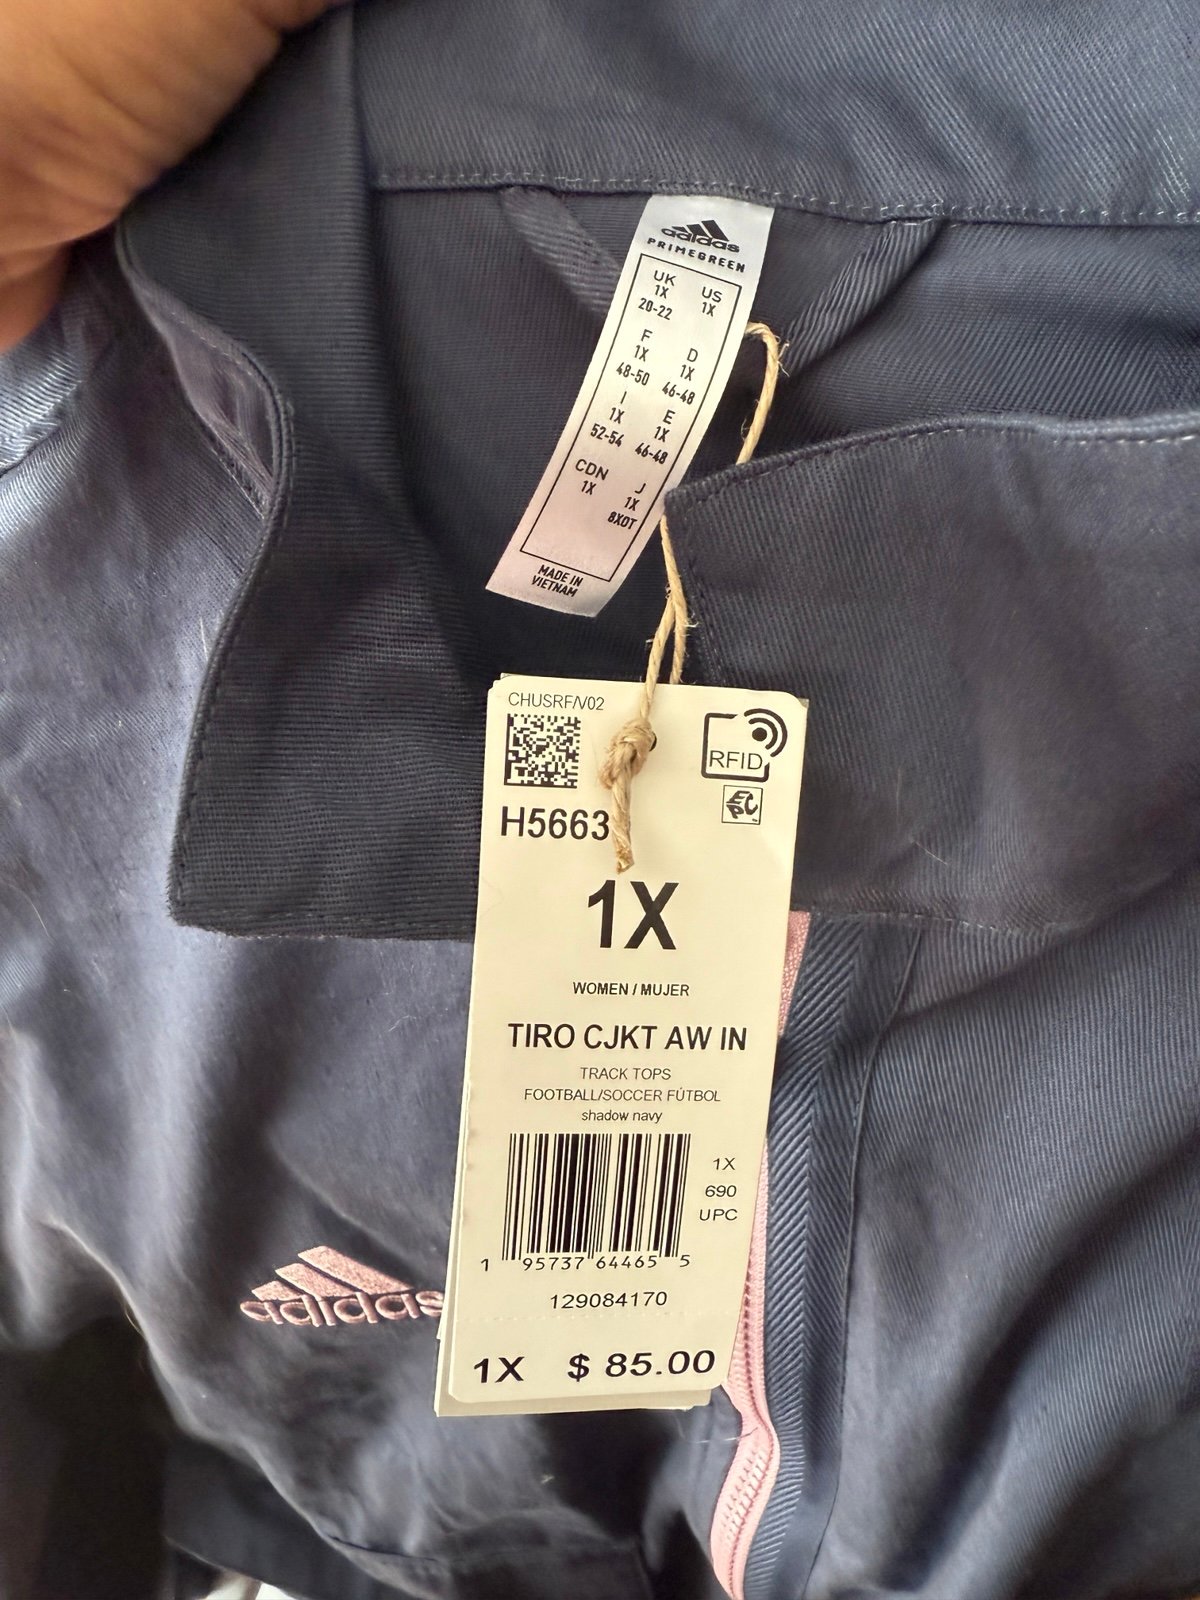 adidas
PRIMEGREEN
UK US
1X 1X
20-22
F D
1X 1X
48-50 46-48
I E
1X 1X
52-54 46-48
CDN J
1X 1X
8XOT
MADE IN
VIETNAM
CHUSRF/V02
RFID
EPC
H5663
1X
WOMEN / MUJER
TIRO CJKT AW IN
TRACK TOPS
FOOTBALL/SOCCER FÚTBOL
shadow navy
1X
690
UPC
1 95737 64465 5
129084170
1X $ 85.00
adidas